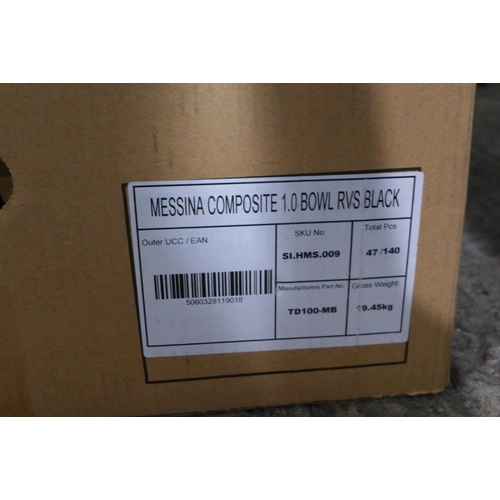 MESSINA COMPOSITE 1.0 BOWL RVS BLACK
Outer UCC / EAN
5060328119018
SKU No:
SI.HMS.009
Total Pcs
47 /140
Manufacturers Part No:
TD100-MB
Gross Weight:
9.45kg